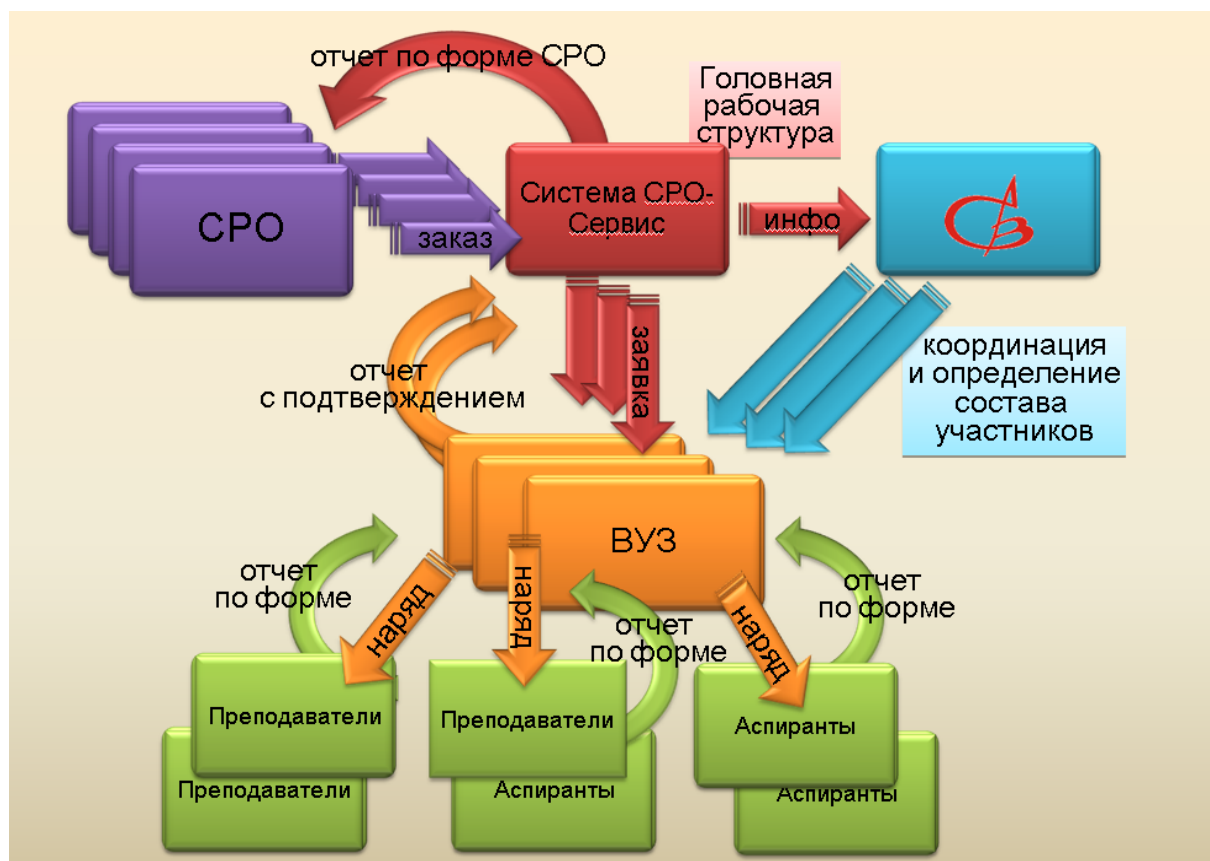 отчет по форме СРО
Головная
рабочая
структура
СРО
заказ
Система СРО-
Сервис
инфо
заявка
координация
и определение
состава
участников
отчет
с подтверждением
ВУЗ
отчет
по форме
наряд
наряд
отчет
по форме
наряд
отчет
по форме
Преподаватели
Преподаватели
Преподаватели
Аспиранты
Аспиранты
Аспиранты